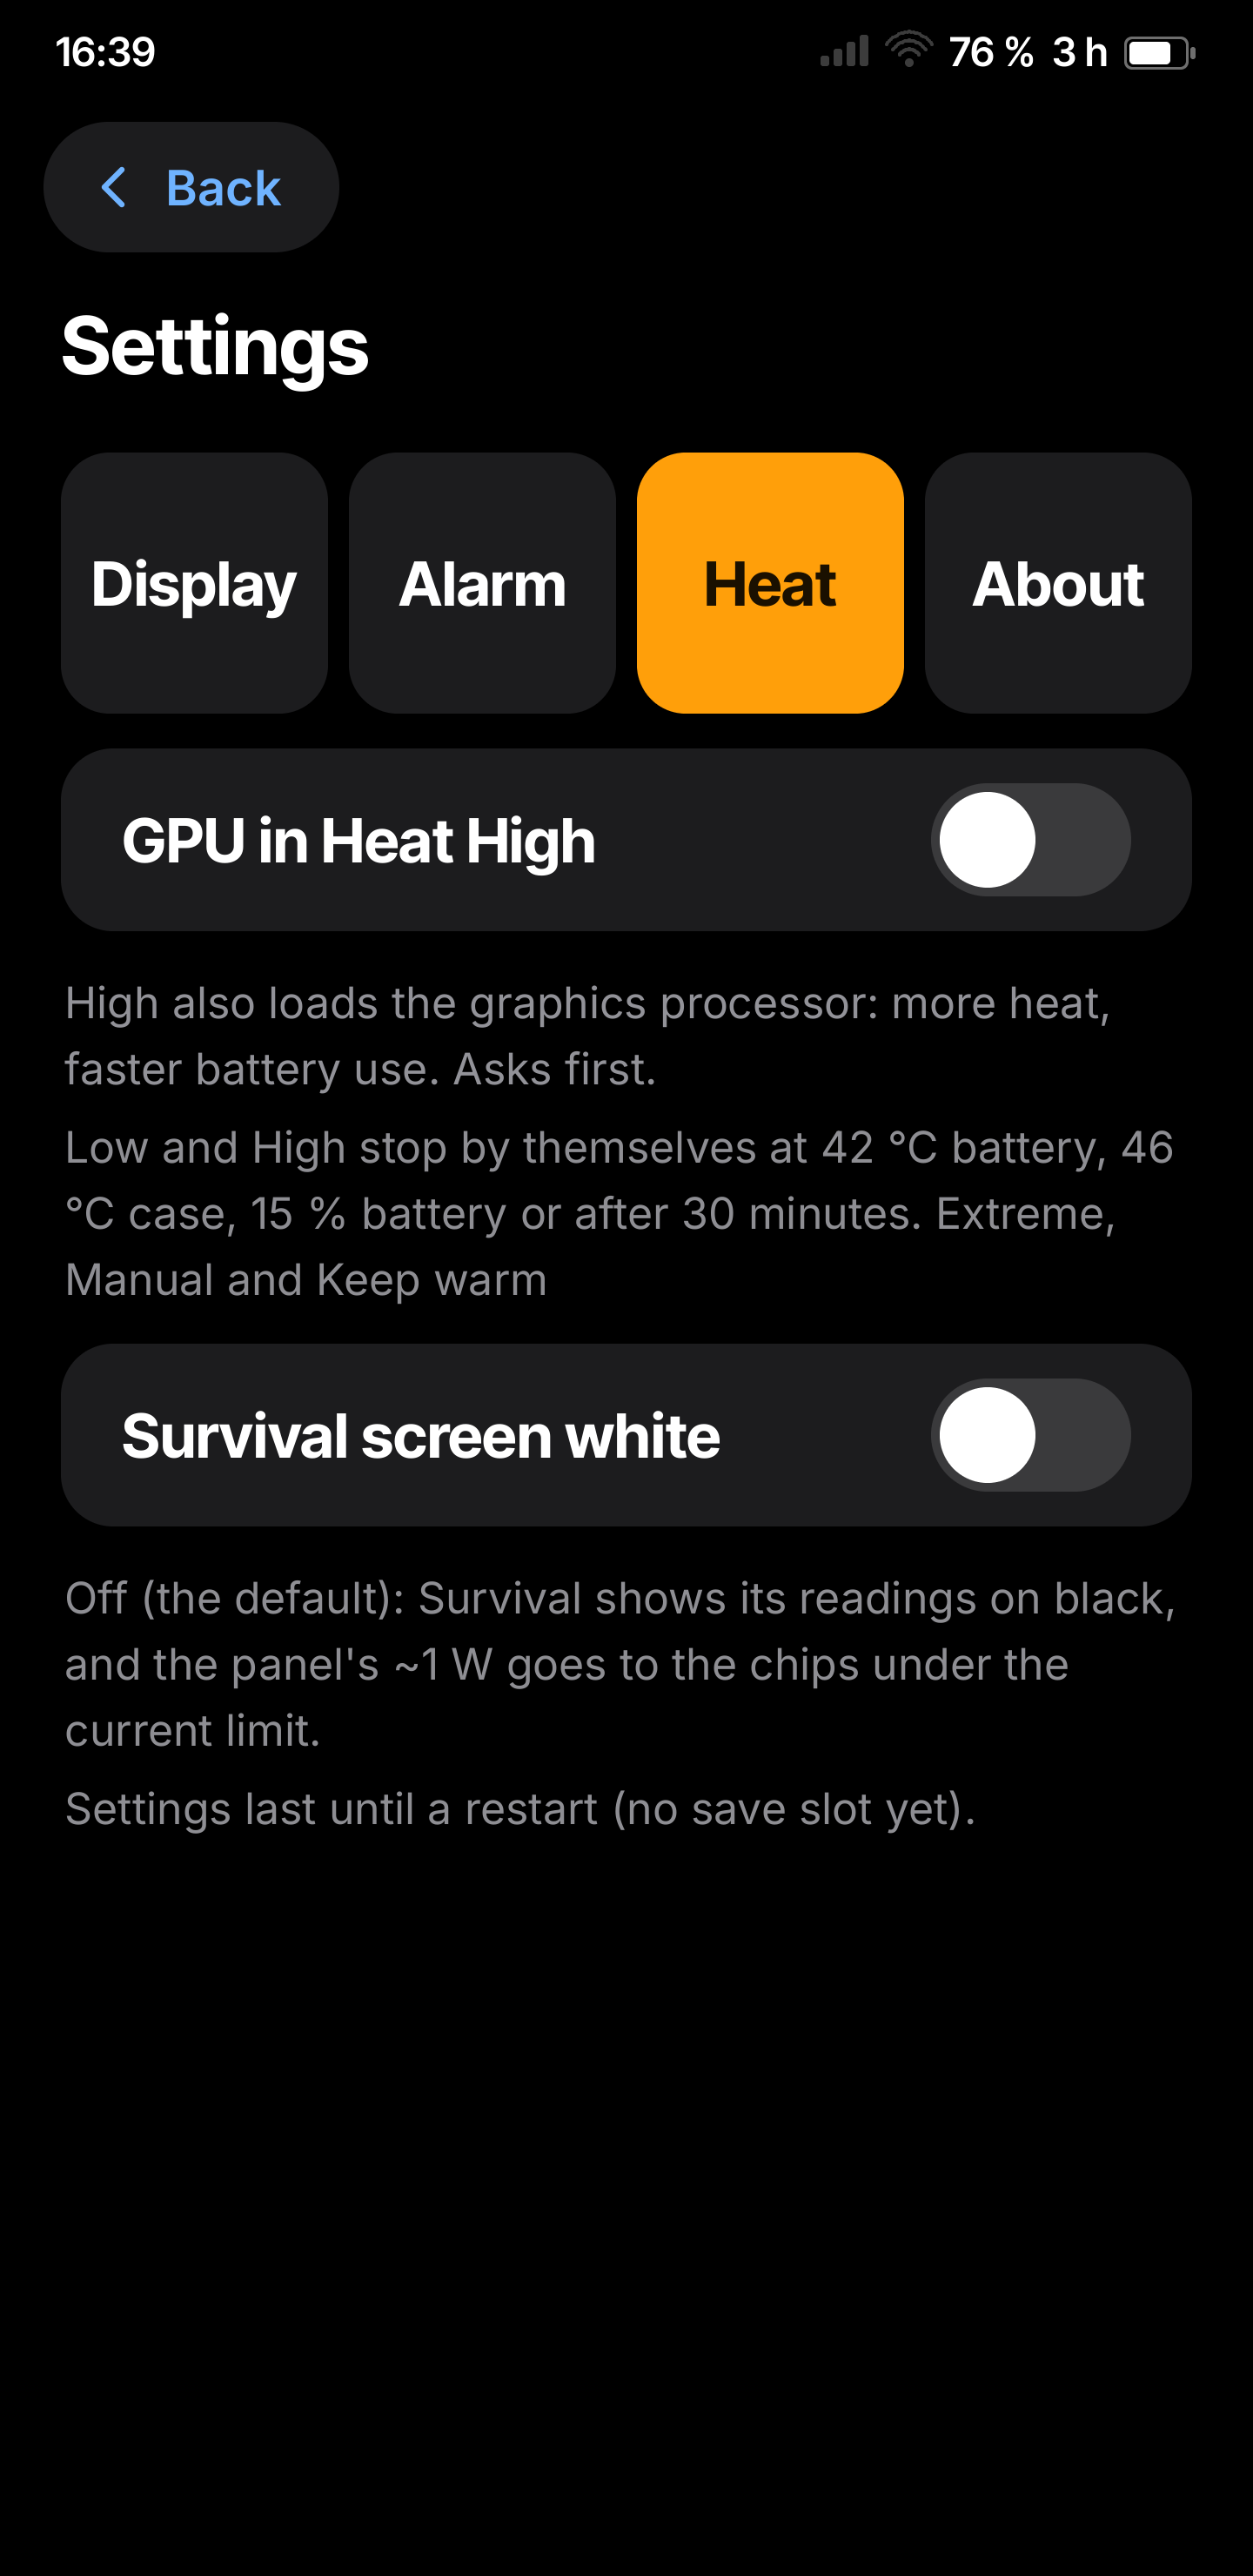 16:39
76 % 3 h
Back
Settings
Display
Alarm
Heat
About
GPU in Heat High
High also loads the graphics processor: more heat,
faster battery use. Asks first.
Low and High stop by themselves at 42 °C battery, 46
°C case, 15 % battery or after 30 minutes. Extreme,
Manual and Keep warm
Survival screen white
Off (the default): Survival shows its readings on black,
and the panel's ~1 W goes to the chips under the
current limit.
Settings last until a restart (no save slot yet).